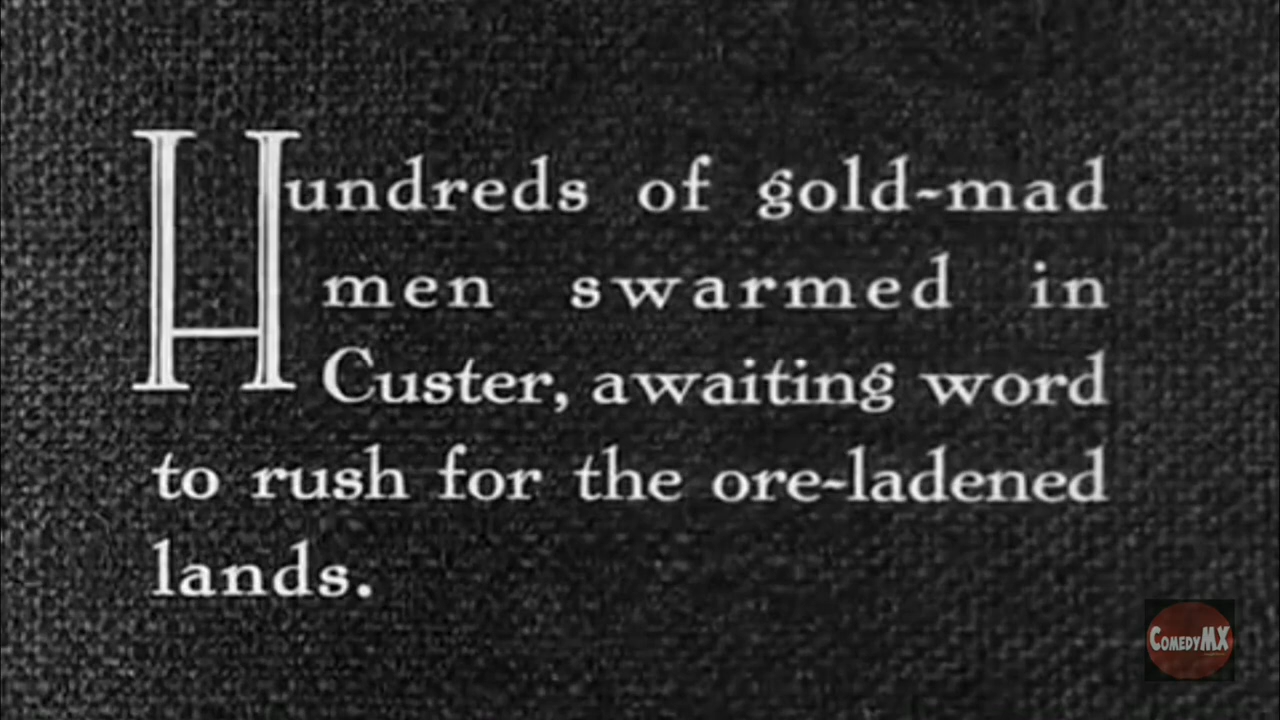 Hundreds of gold-mad
men swarmed in
Custer, awaiting word
to rush for the ore-ladened
lands.
COMEDYMX